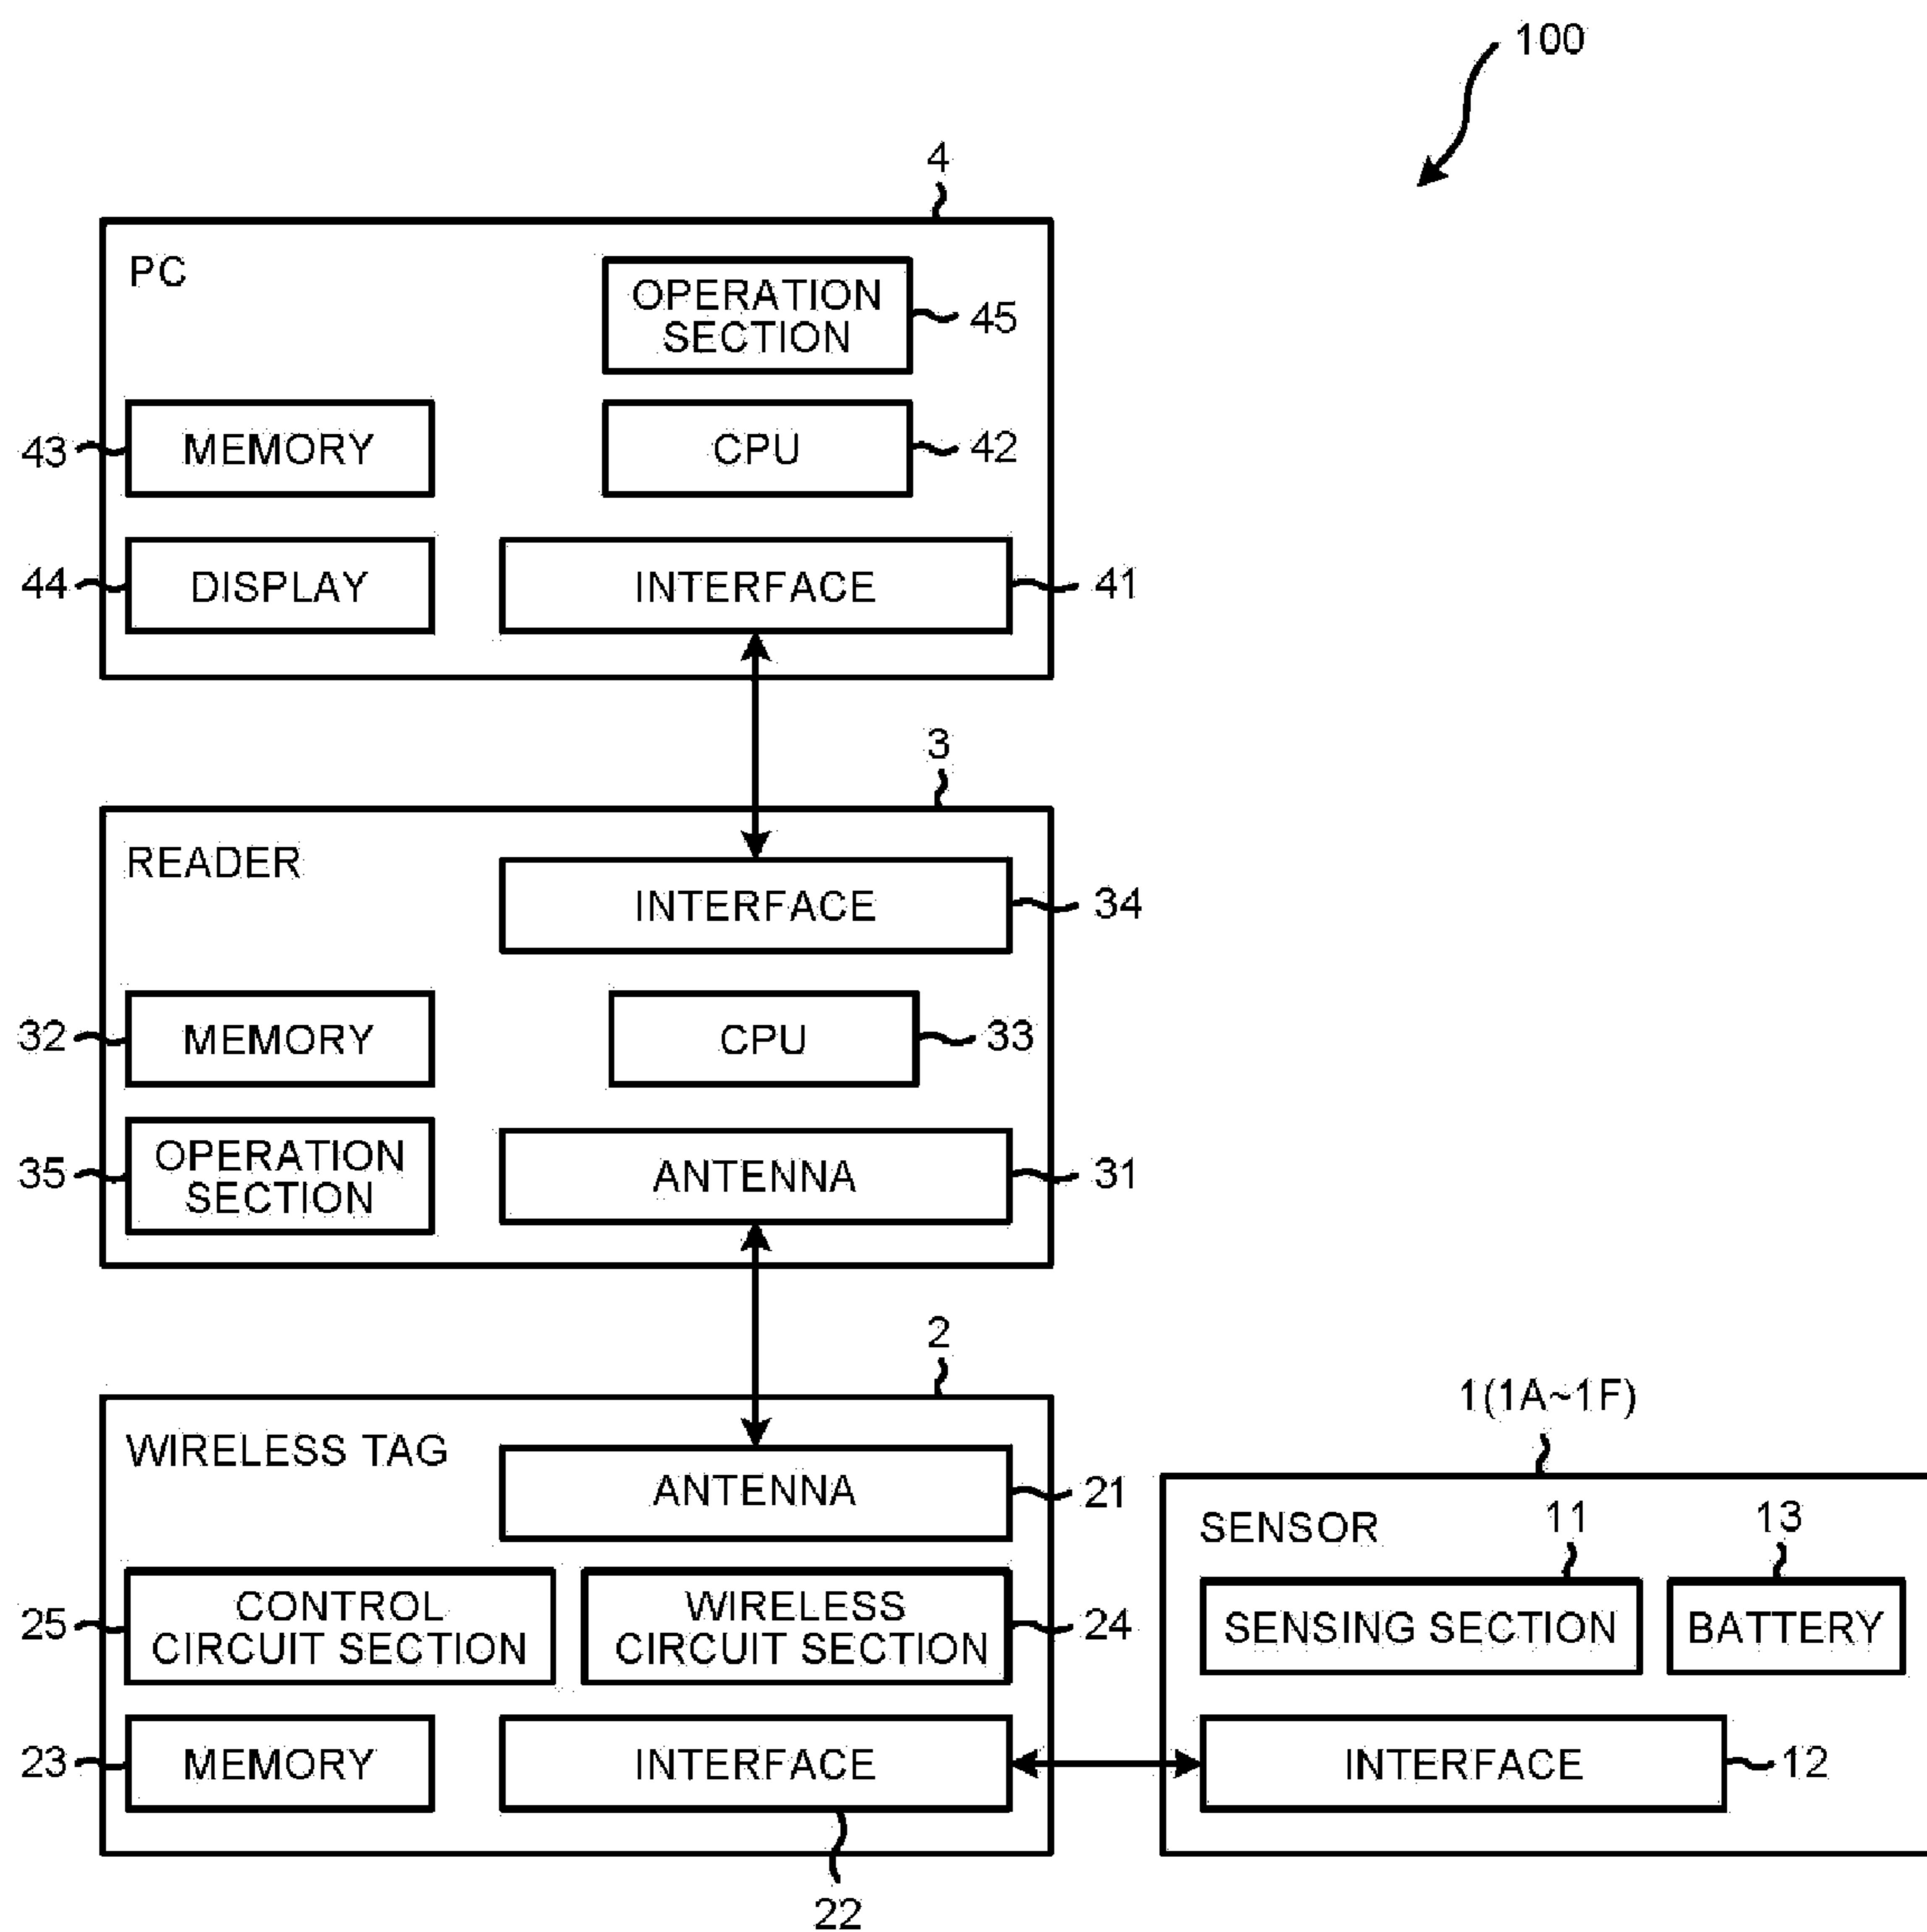 100
4
PC
OPERATION
SECTION
45
43
MEMORY
CPU
42
44
DISPLAY
INTERFACE
41
3
READER
INTERFACE
34
32
MEMORY
CPU
33
35
OPERATION
SECTION
ANTENNA
31
2
WIRELESS TAG
ANTENNA
21
25
CONTROL
CIRCUIT SECTION
WIRELESS
CIRCUIT SECTION
24
23
MEMORY
INTERFACE
22
1(1A~1F)
SENSOR
11
13
SENSING SECTION
BATTERY
INTERFACE
12